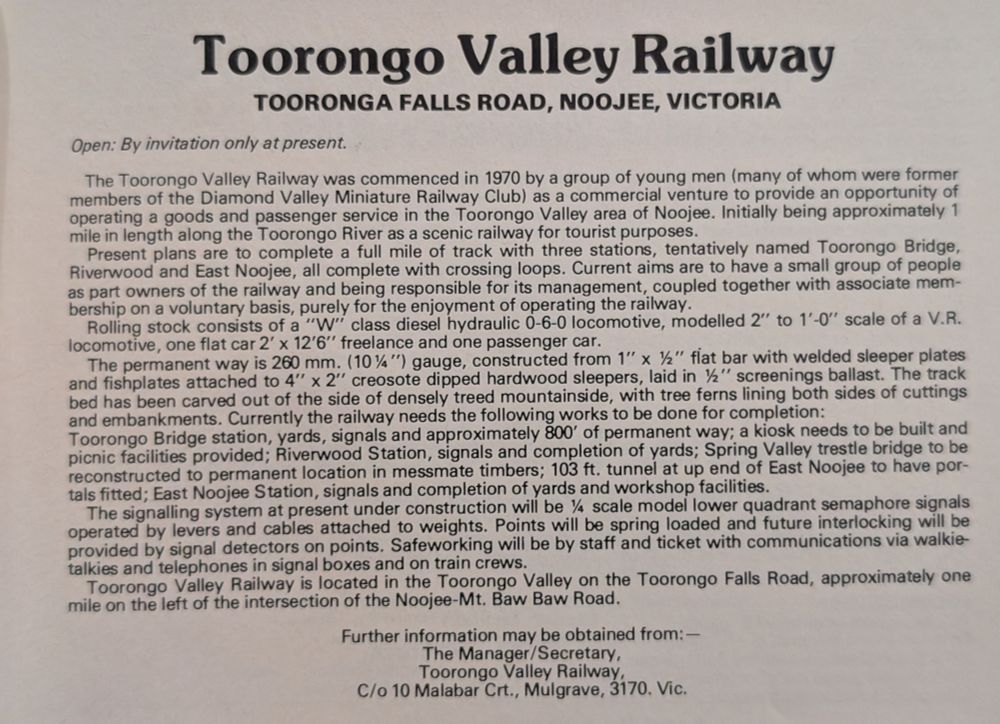 Toorongo Valley Railway
TOORONGA FALLS ROAD, NOOJEE, VICTORIA
Open: By invitation only at present.
The Toorongo Valley Railway was commenced in 1970 by a group of young men (many of whom were former
members of the Diamond Valley Miniature Railway Club) as a commercial venture to provide an opportunity of
operating a goods and passenger service in the Toorongo Valley area of Noojee. Initially being approximately 1
mile in length along the Toorongo River as a scenic railway for tourist purposes.
Present plans are to complete a full mile of track with three stations, tentatively named Toorongo Bridge,
Riverwood and East Noojee, all complete with crossing loops. Current aims are to have a small group of people
as part owners of the railway and being responsible for its management, coupled together with associate mem-
bership on a voluntary basis, purely for the enjoyment of operating the railway.
Rolling stock consists of a "W" class diesel hydraulic 0-6-0 locomotive, modelled 2" to 1'-0" scale of a V.R.
locomotive, one flat car 2' x 12'6" freelance and one passenger car.
The permanent way is 260 mm. (10¼") gauge, constructed from 1" x ½" flat bar with welded sleeper plates
and fishplates attached to 4" x 2" creosote dipped hardwood sleepers, laid in ½" screenings ballast. The track
bed has been carved out of the side of densely treed mountainside, with tree ferns lining both sides of cuttings
and embankments. Currently the railway needs the following works to be done for completion:
Toorongo Bridge station, yards, signals and approximately 800' of permanent way; a kiosk needs to be built and
picnic facilities provided; Riverwood Station, signals and completion of yards; Spring Valley trestle bridge to be
reconstructed to permanent location in messmate timbers; 103 ft. tunnel at up end of East Noojee to have por-
tals fitted; East Noojee Station, signals and completion of yards and workshop facilities.
The signalling system at present under construction will be ¼ scale model lower quadrant semaphore signals
operated by levers and cables attached to weights. Points will be spring loaded and future interlocking will be
provided by signal detectors on points. Safeworking will be by staff and ticket with communications via walkie-
talkies and telephones in signal boxes and on train crews.
Toorongo Valley Railway is located in the Toorongo Valley on the Toorongo Falls Road, approximately one
mile on the left of the intersection of the Noojee-Mt. Baw Baw Road.
Further information may be obtained from:—
The Manager/Secretary,
Toorongo Valley Railway,
C/o 10 Malabar Crt., Mulgrave, 3170. Vic.